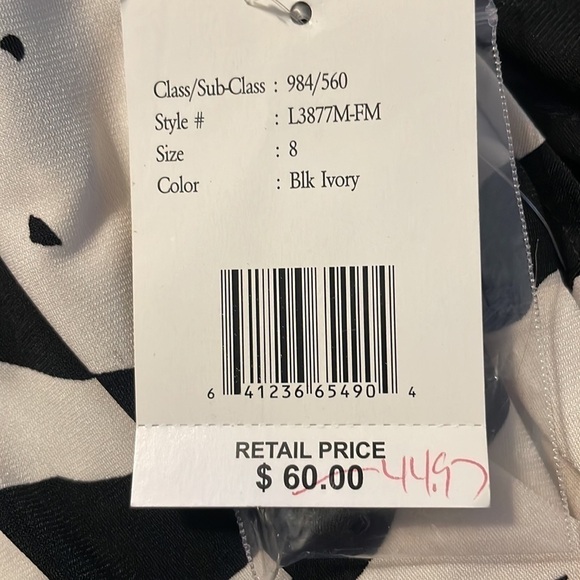 Class/Sub-Class : 984/560
Style # : L3877M-FM
Size : 8
Color : Blk Ivory
6 41236 65490 4
RETAIL PRICE
$ 60.00 44.97